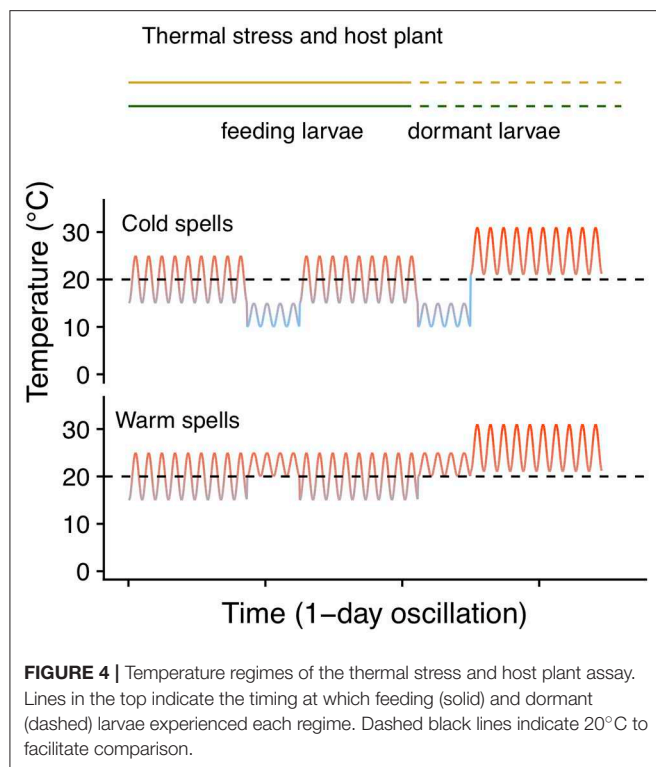 Thermal stress and host plant
feeding larvae
dormant larvae
Temperature (°C)
Cold spells
30
20
10
0
Warm spells
30
20
10
0
Time (1−day oscillation)
FIGURE 4 | Temperature regimes of the thermal stress and host plant assay.
Lines in the top indicate the timing at which feeding (solid) and dormant
(dashed) larvae experienced each regime. Dashed black lines indicate 20°C to
facilitate comparison.